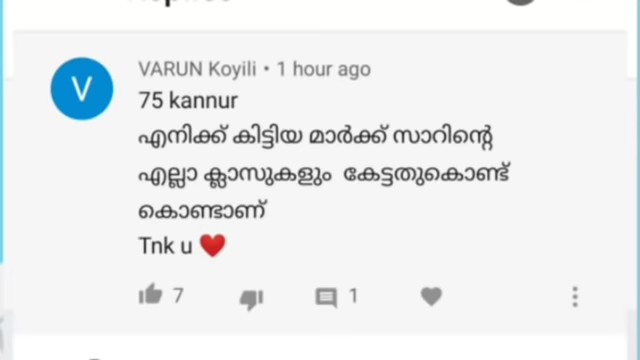 V
VARUN Koyili • 1 hour ago
75 kannur
എനിക്ക് കിട്ടിയ മാർക്ക് സാറിന്റെ
എല്ലാ ക്ലാസുകളും കേട്ടതുകൊണ്ട്
കൊണ്ടാണ്
Tnk u ❤️
7 1